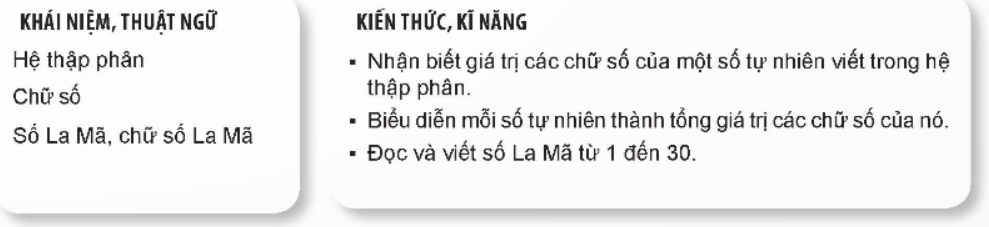 KHÁI NIỆM, THUẬT NGỮ
Hệ thập phân
Chữ số
Số La Mã, chữ số La Mã
KIẾN THỨC, KĨ NĂNG
▪ Nhận biết giá trị các chữ số của một số tự nhiên viết trong hệ
thập phân.
▪ Biểu diễn mỗi số tự nhiên thành tổng giá trị các chữ số của nó.
▪ Đọc và viết số La Mã từ 1 đến 30.